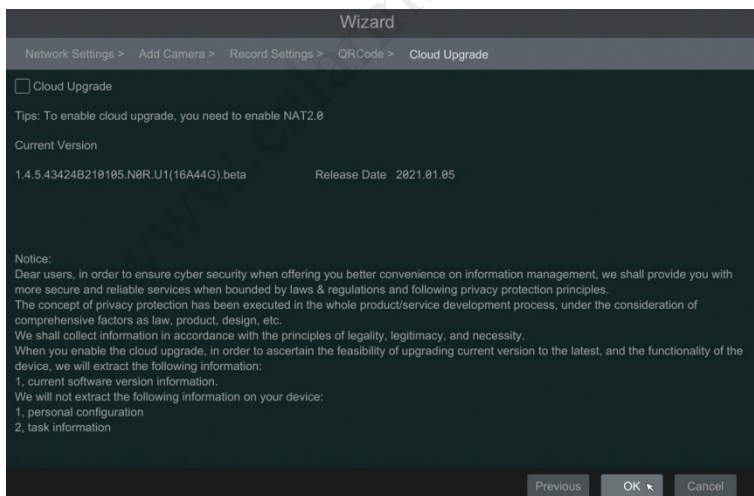 Wizard
Network Settings > Add Camera > Record Settings > QRCode > Cloud Upgrade
Cloud Upgrade
Tips: To enable cloud upgrade, you need to enable NAT2.0
Current Version
1.4.5.43424B210105.N0R.U1(16A44G).beta Release Date 2021.01.05
Notice:
Dear users, in order to ensure cyber security when offering you better convenience on information management, we shall provide you with
more secure and reliable services when bounded by laws & regulations and following privacy protection principles.
The concept of privacy protection has been executed in the whole product/service development process, under the consideration of
comprehensive factors as law, product, design, etc.
We shall collect information in accordance with the principles of legality, legitimacy, and necessity.
When you enable the cloud upgrade, in order to ascertain the feasibility of upgrading current version to the latest, and the functionality of the
device, we will extract the following information:
1, current software version information.
We will not extract the following information on your device:
1, personal configuration
2, task information
Previous OK Cancel